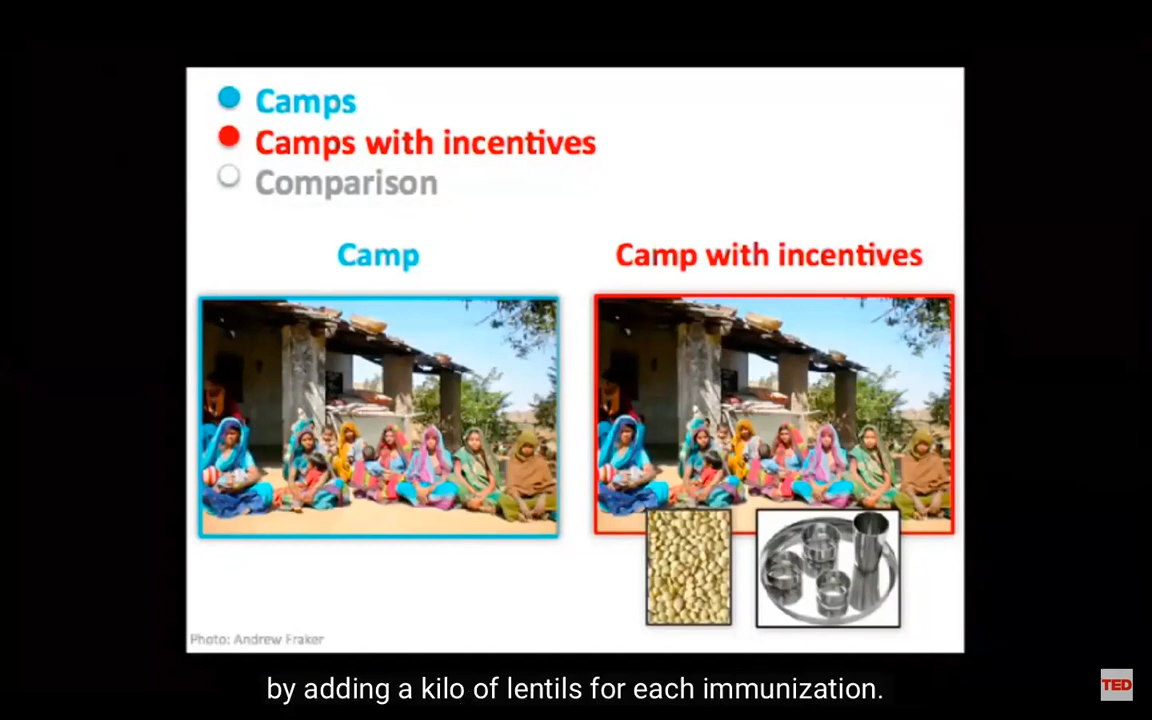 Camps
Camps with incentives
Comparison
Camp
Camp with incentives
Photo: Andrew Fraker
by adding a kilo of lentils for each immunization.
TED